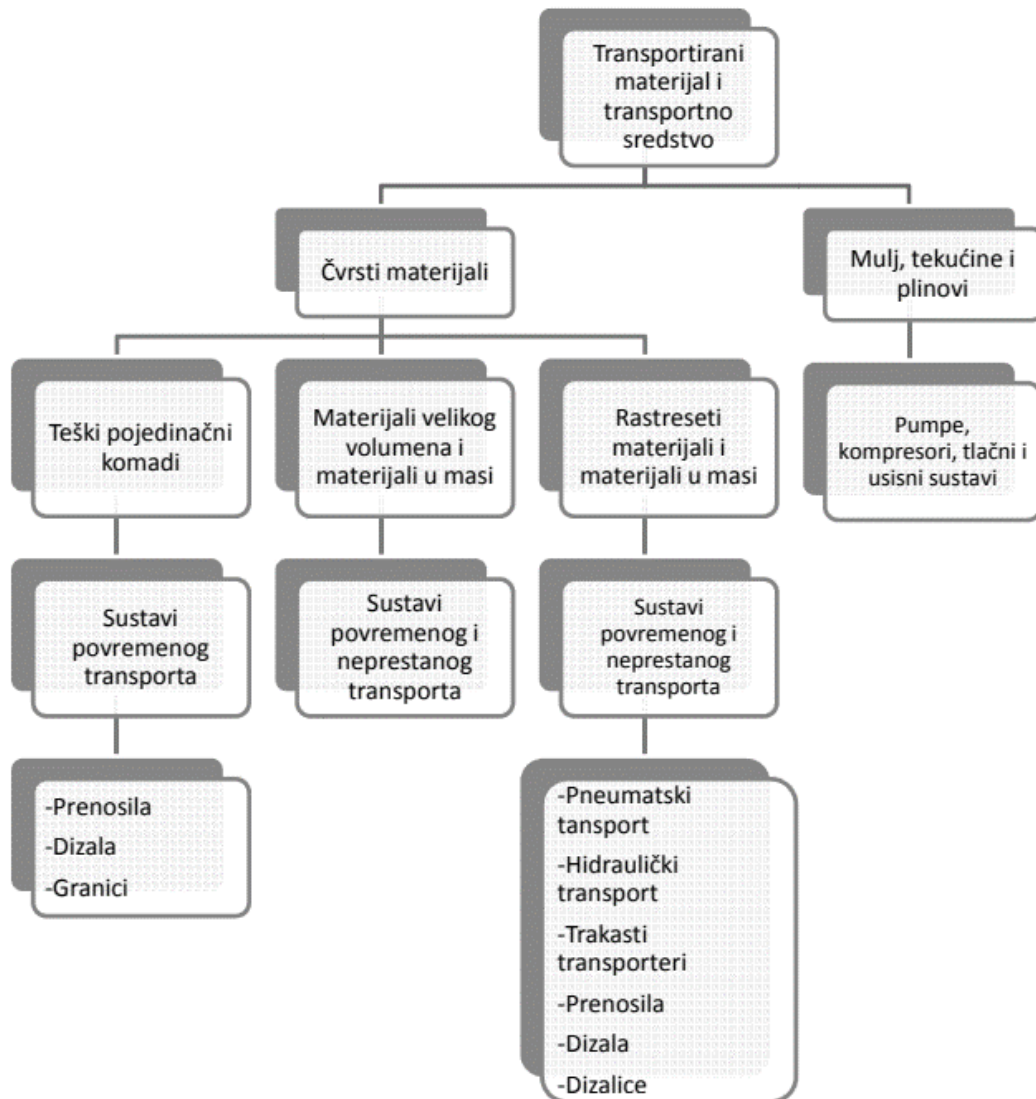 Transportirani
materijal i
transportno
sredstvo
Čvrsti materijali
Mulj, tekućine i
plinovi
Teški pojedinačni
komadi
Materijali velikog
volumena i
materijali u masi
Rastreseti
materijali i
materijali u masi
Pumpe,
kompresori, tlačni i
usisni sustavi
Sustavi
povremenog
transporta
Sustavi
povremenog i
neprestanog
transporta
Sustavi
povremenog i
neprestanog
transporta
-Prenosila
-Dizala
-Granici
-Pneumatski
tansport
-Hidraulički
transport
-Trakasti
transporteri
-Prenosila
-Dizala
-Dizalice